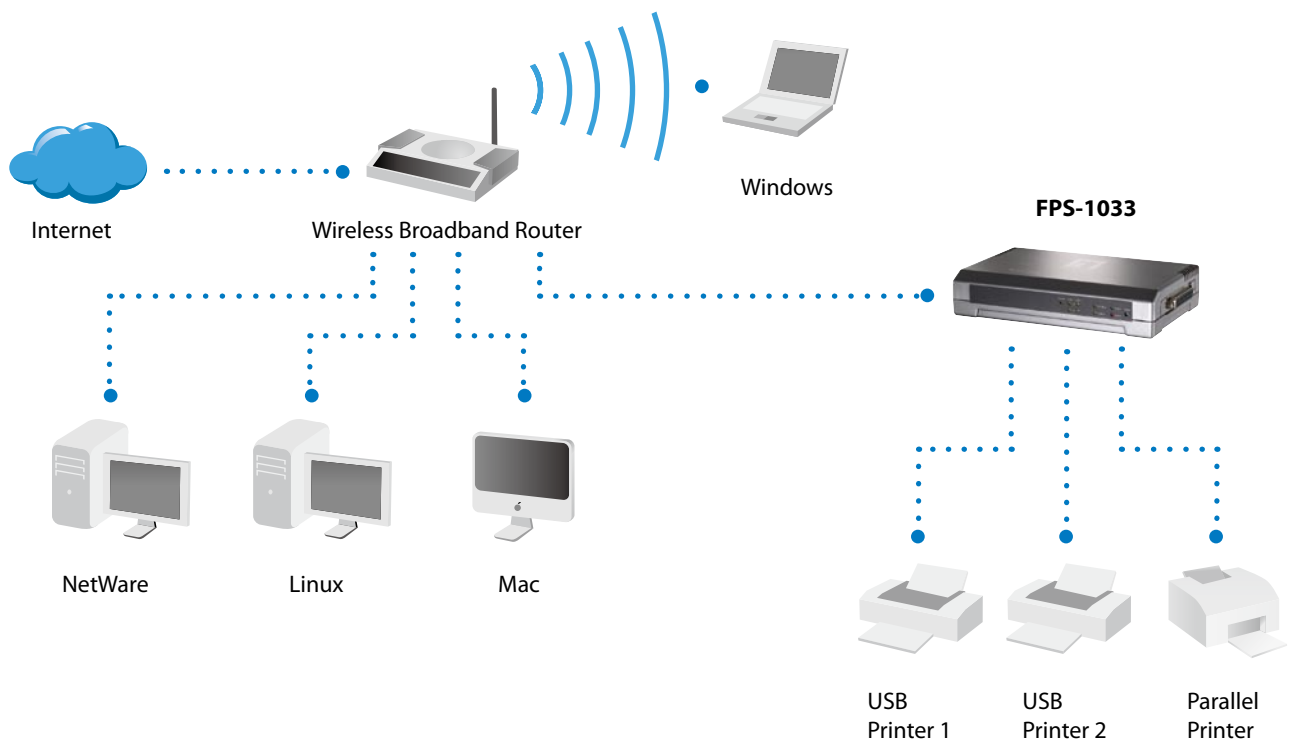 Windows
FPS-1033
Internet
Wireless Broadband Router
NetWare
Linux
Mac
USB
Printer 1
USB
Printer 2
Parallel
Printer